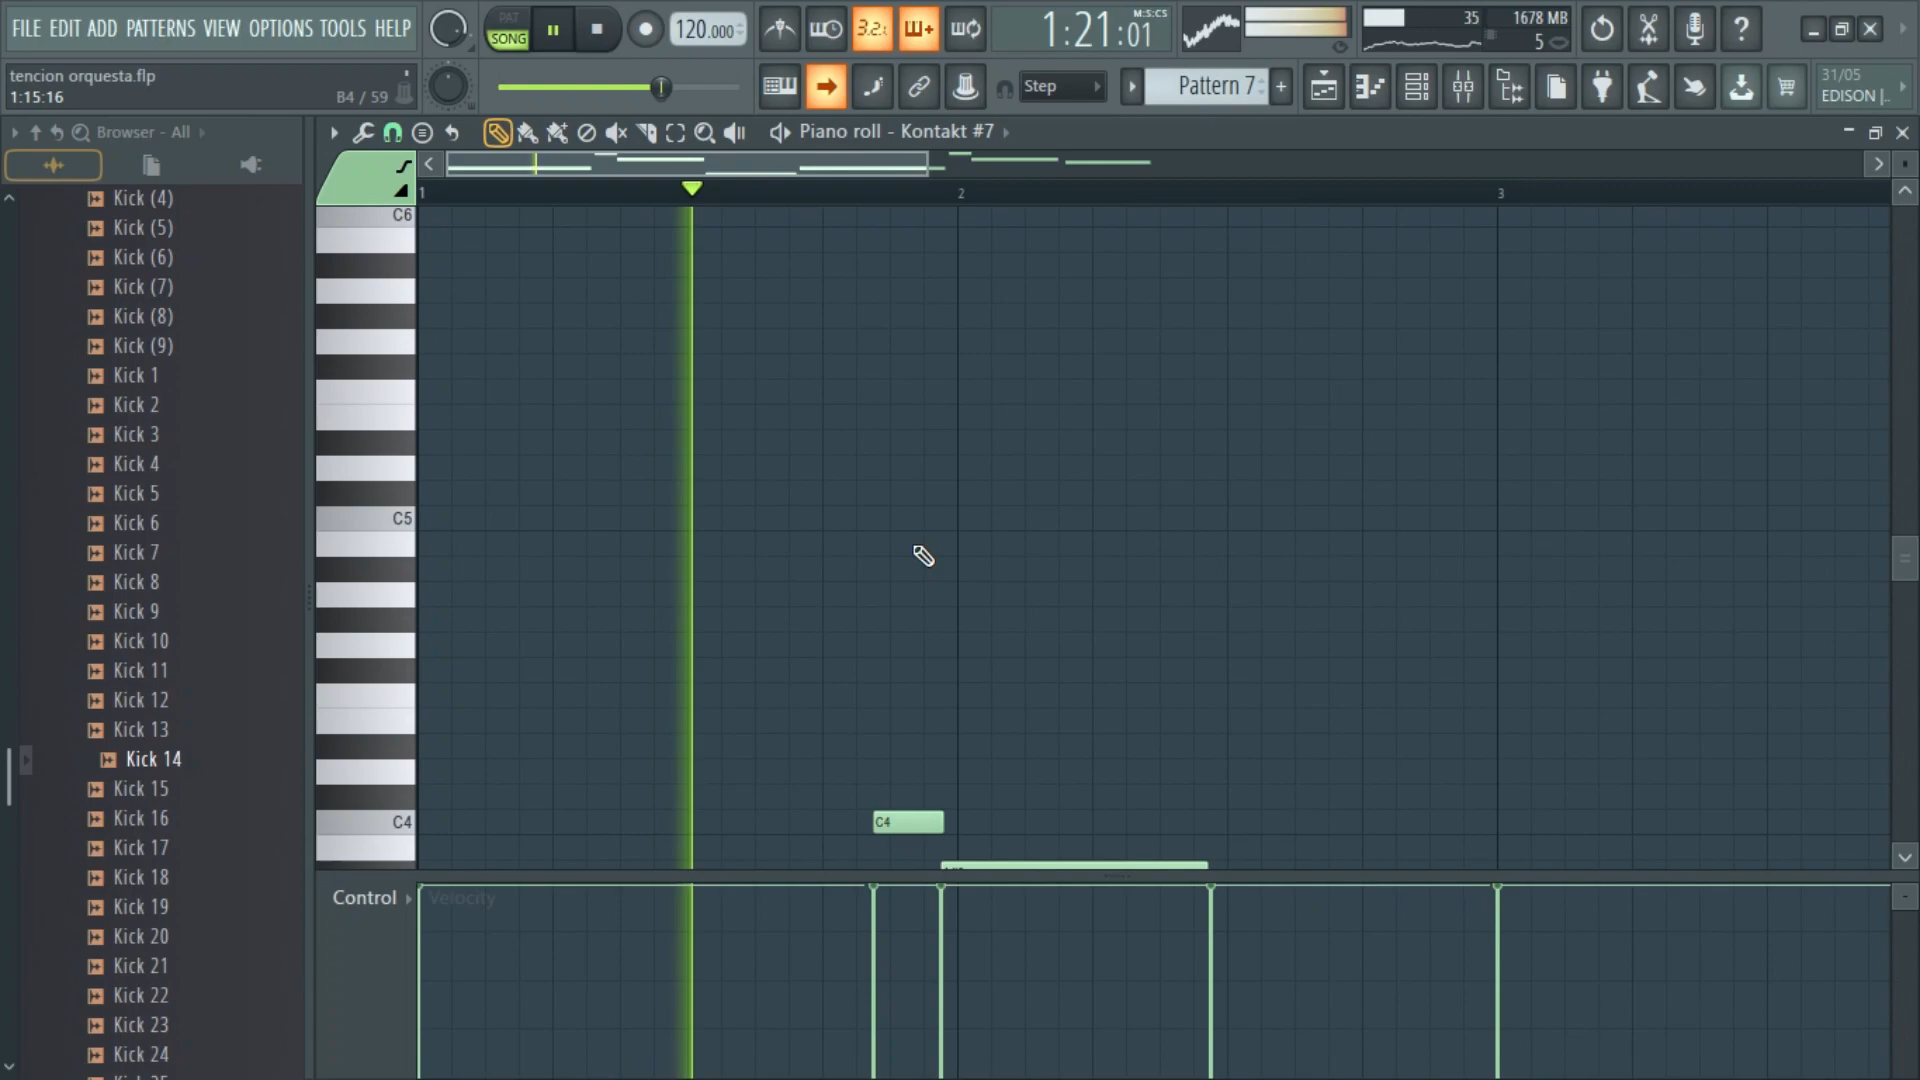 FILE EDIT ADD PATTERNS VIEW OPTIONS TOOLS HELP
PAT
SONG
120.000
3.2.
1:21:01
M:S:CS
35
1678 MB
5
tencion orquesta.flp
1:15:16
B4 / 59
Step
Pattern 7
31/05
EDISON |..
Browser - All
Piano roll - Kontakt #7
1
2
3
Kick (4)
Kick (5)
Kick (6)
Kick (7)
Kick (8)
Kick (9)
Kick 1
Kick 2
Kick 3
Kick 4
Kick 5
Kick 6
Kick 7
Kick 8
Kick 9
Kick 10
Kick 11
Kick 12
Kick 13
Kick 14
Kick 15
Kick 16
Kick 17
Kick 18
Kick 19
Kick 20
Kick 21
Kick 22
Kick 23
Kick 24
C6
C5
C4
C4
Control
Velocity